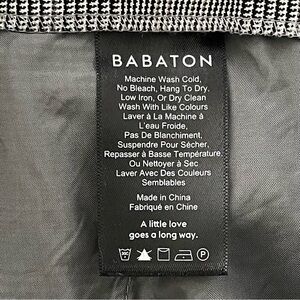 BABATON
Machine Wash Cold,
No Bleach, Hang To Dry.
Low Iron, Or Dry Clean
Wash With Like Colours
Laver à La Machine à
L'eau Froide,
Pas De Blanchiment,
Suspendre Pour Sécher,
Repasser à Basse Température.
Ou Nettoyer à Sec
Laver Avec Des Couleurs
Semblables
Made in China
Fabriqué en Chine
A little love
goes a long way.